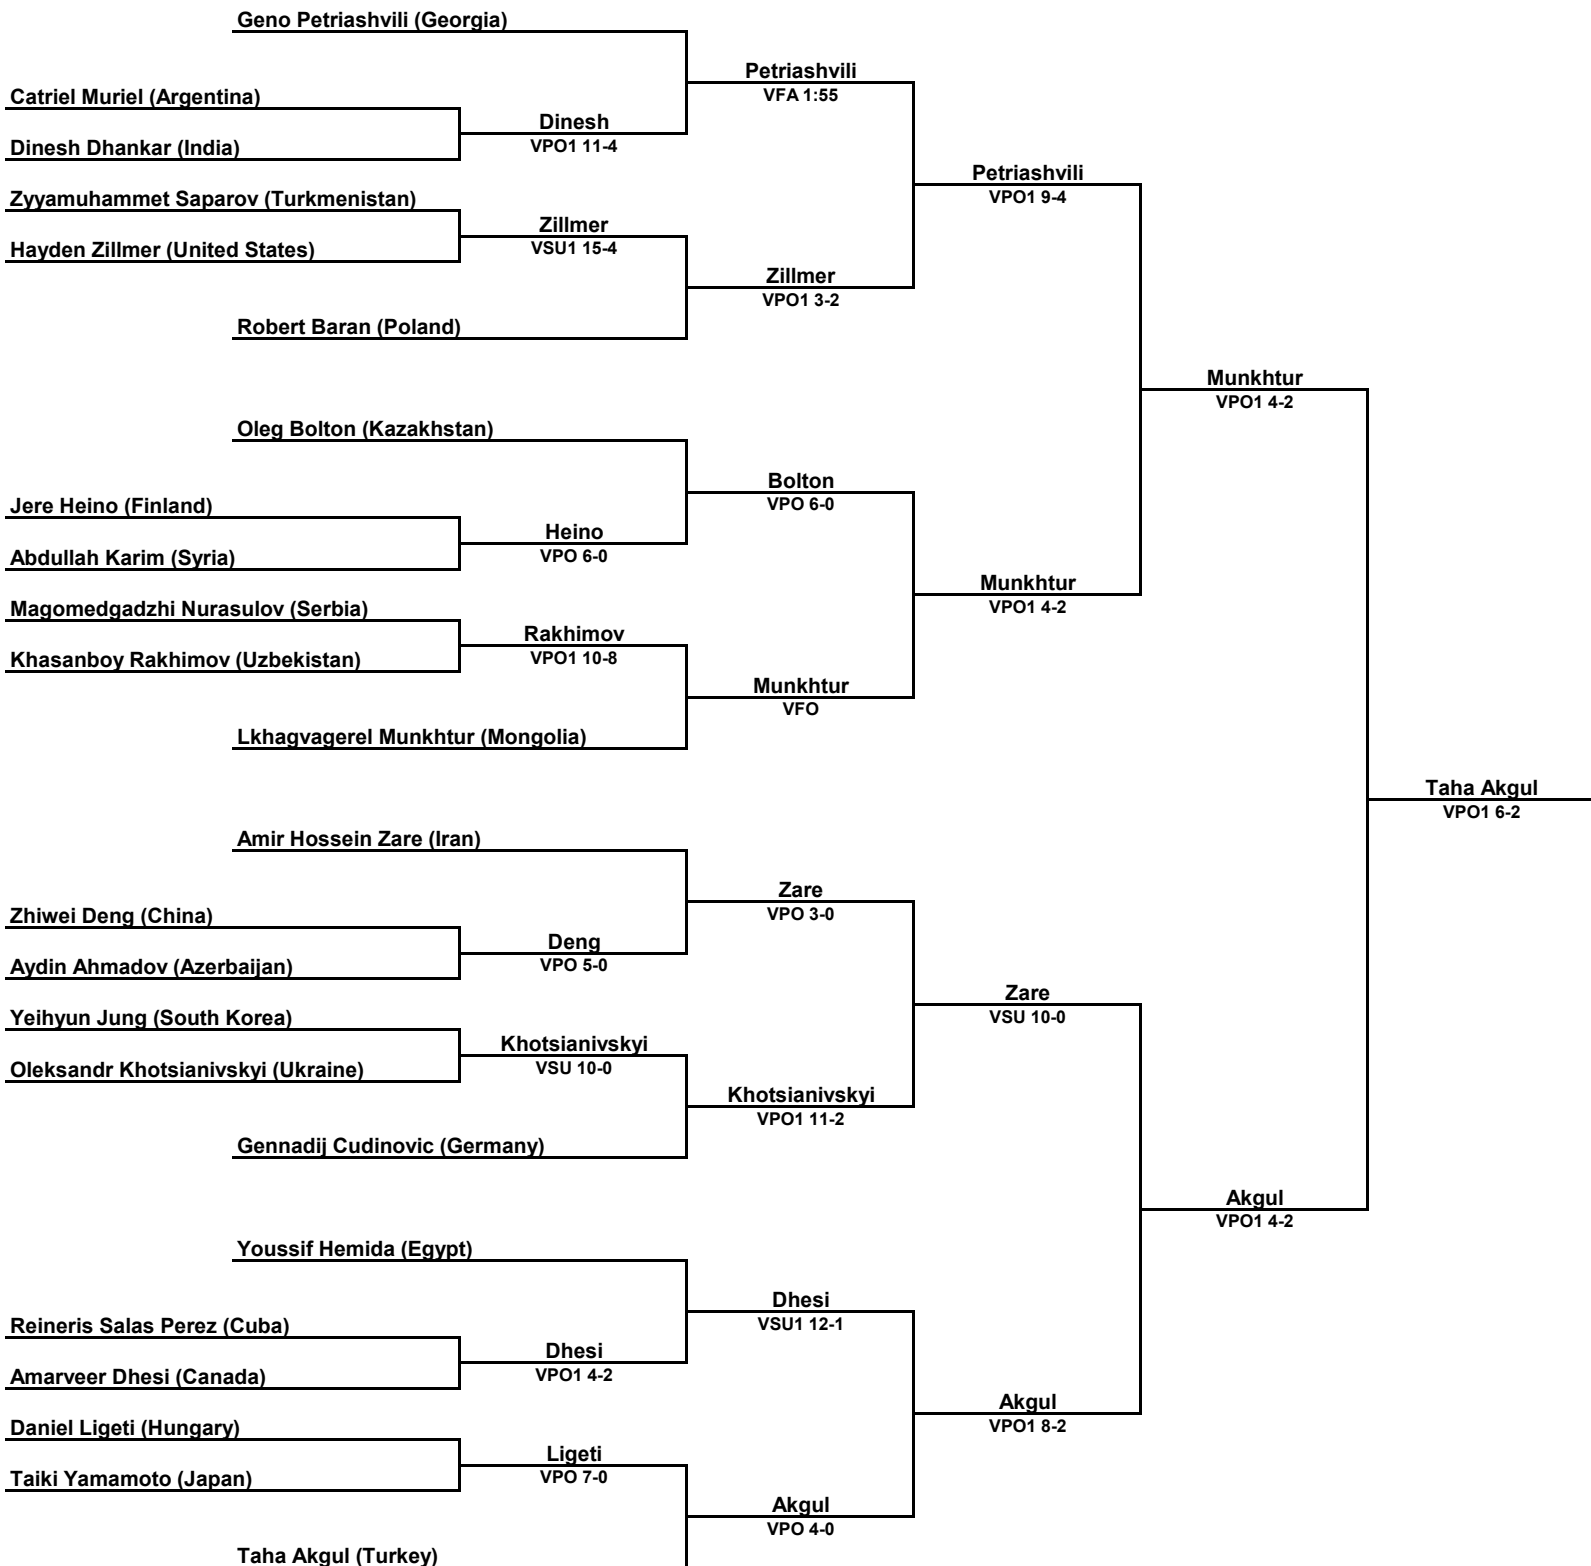 Geno Petriashvili (Georgia)
Petriashvili
VFA 1:55
Catriel Muriel (Argentina)
Dinesh
VPO1 11-4
Dinesh Dhankar (India)
Petriashvili
VPO1 9-4
Zyyamuhammet Saparov (Turkmenistan)
Zillmer
VSU1 15-4
Hayden Zillmer (United States)
Zillmer
VPO1 3-2
Robert Baran (Poland)
Munkhtur
VPO1 4-2
Oleg Bolton (Kazakhstan)
Bolton
VPO 6-0
Jere Heino (Finland)
Heino
VPO 6-0
Abdullah Karim (Syria)
Munkhtur
VPO1 4-2
Magomedgadzhi Nurasulov (Serbia)
Rakhimov
VPO1 10-8
Khasanboy Rakhimov (Uzbekistan)
Munkhtur
VFO
Lkhagvagerel Munkhtur (Mongolia)
Taha Akgul
VPO1 6-2
Amir Hossein Zare (Iran)
Zare
VPO 3-0
Zhiwei Deng (China)
Deng
VPO 5-0
Aydin Ahmadov (Azerbaijan)
Zare
VSU 10-0
Yeihyun Jung (South Korea)
Khotsianivskyi
VSU 10-0
Oleksandr Khotsianivskyi (Ukraine)
Khotsianivskyi
VPO1 11-2
Gennadij Cudinovic (Germany)
Akgul
VPO1 4-2
Youssif Hemida (Egypt)
Dhesi
VSU1 12-1
Reineris Salas Perez (Cuba)
Dhesi
VPO1 4-2
Amarveer Dhesi (Canada)
Akgul
VPO1 8-2
Daniel Ligeti (Hungary)
Ligeti
VPO 7-0
Taiki Yamamoto (Japan)
Akgul
VPO 4-0
Taha Akgul (Turkey)